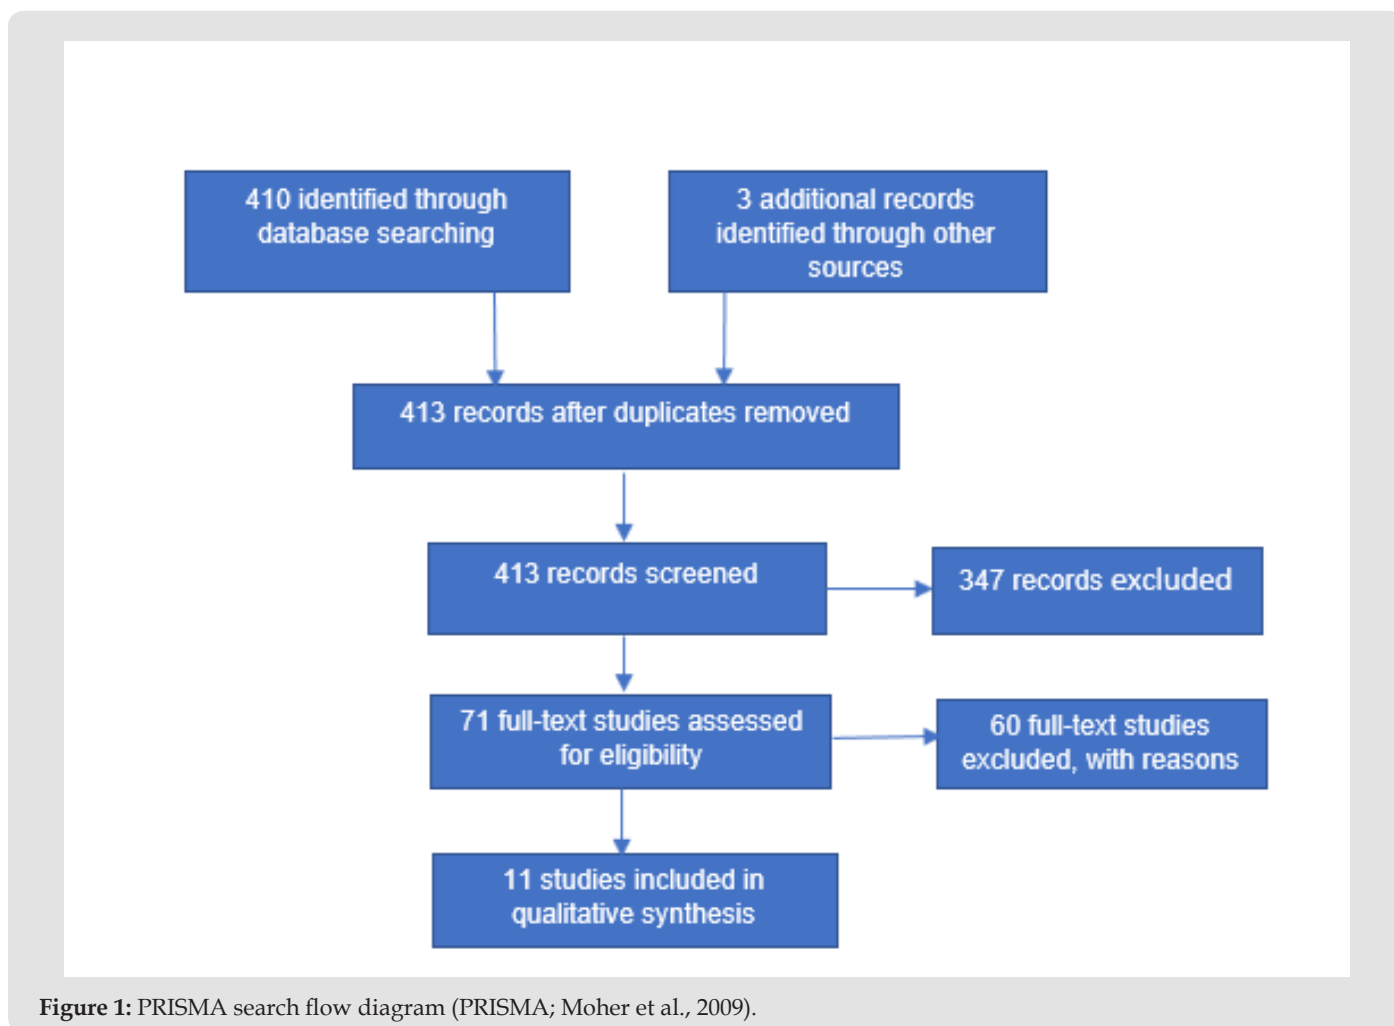 410 identified through
database searching
3 additional records
identified through other
sources
413 records after duplicates removed
413 records screened
347 records excluded
71 full-text studies assessed
for eligibility
60 full-text studies
excluded, with reasons
11 studies included in
qualitative synthesis
Figure 1: PRISMA search flow diagram (PRISMA; Moher et al., 2009).